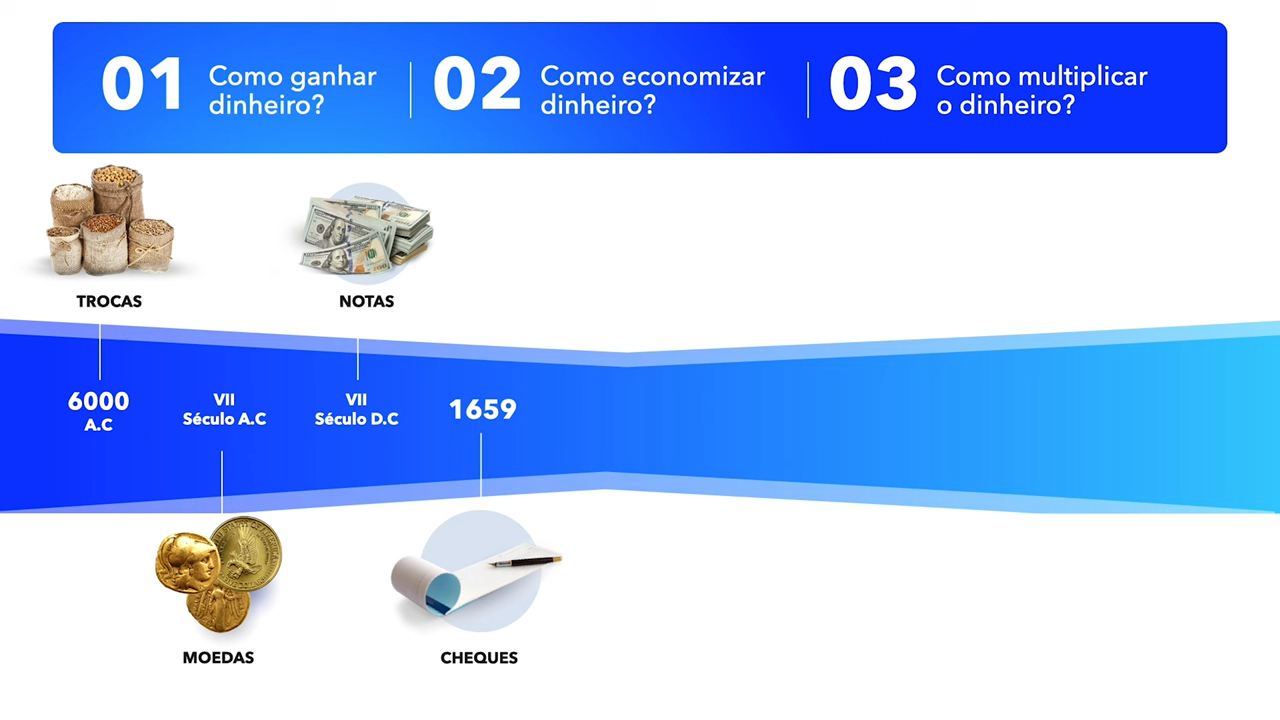 01
Como ganhar
dinheiro?
02
Como economizar
dinheiro?
03
Como multiplicar
o dinheiro?
TROCAS
NOTAS
6000
A.C
VII
Século A.C
VII
Século D.C
1659
MOEDAS
CHEQUES